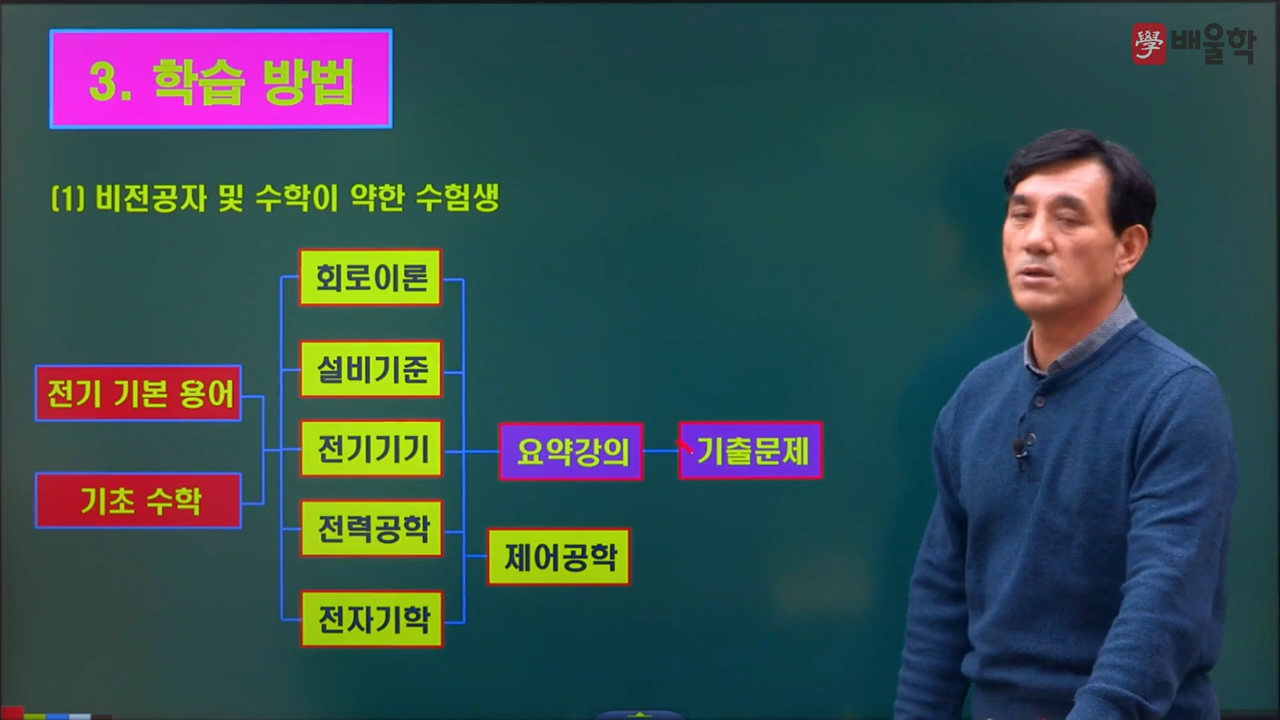 學 배울학
3. 학습 방법
(1) 비전공자 및 수학이 약한 수험생
전기 기본 용어
기초 수학
회로이론
설비기준
전기기기
전력공학
전자기학
요약강의
기출문제
제어공학